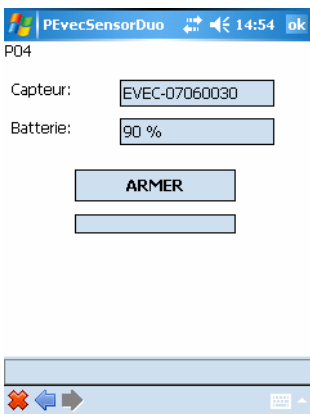 PEvecSensorDuo 14:54 ok
P04
Capteur: EVEC-07060030
Batterie: 90 %
ARMER